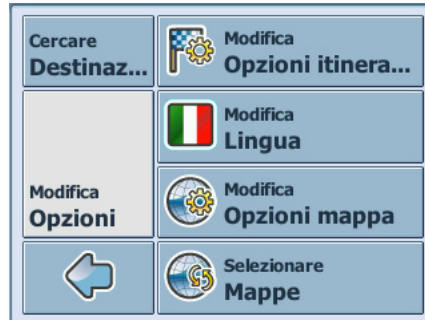 Cercare
Destinaz...
Modifica
Opzioni itinera...
Modifica
Lingua
Modifica
Opzioni
Modifica
Opzioni mappa
Selezionare
Mappe